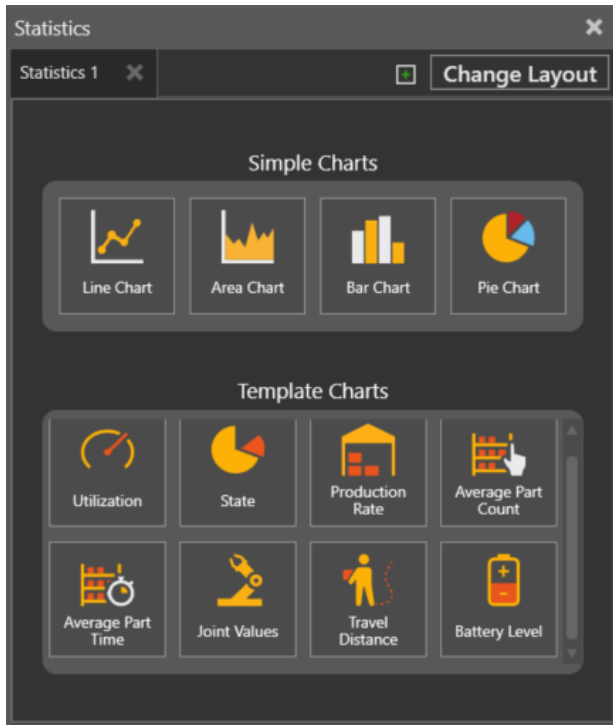 Statistics
Statistics 1
Change Layout
Simple Charts
Line Chart
Area Chart
Bar Chart
Pie Chart
Template Charts
Utilization
State
Production
Rate
Average Part
Count
Average Part
Time
Joint Values
Travel
Distance
Battery Level